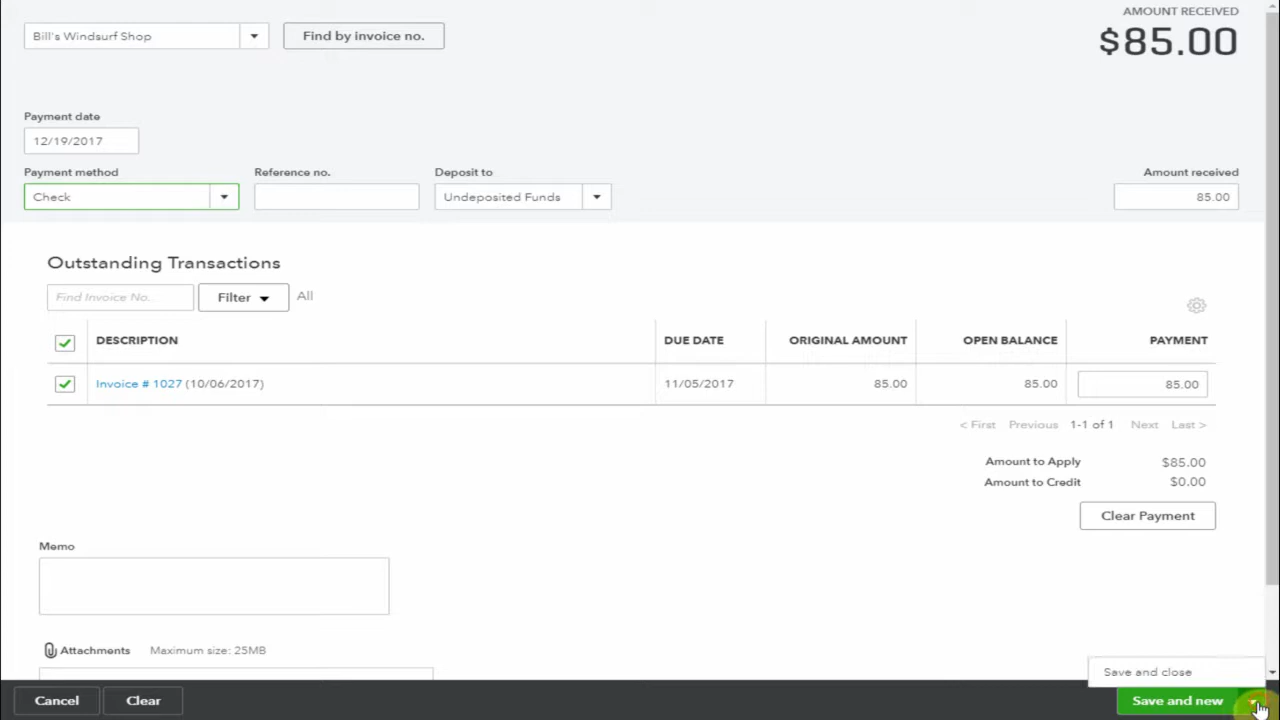 AMOUNT RECEIVED
Bill's Windsurf Shop Find by invoice no. $85.00
Payment date
12/19/2017
Payment method Reference no. Deposit to Amount received
Check Undeposited Funds 85.00
Outstanding Transactions
Find Invoice No.. Filter All
DESCRIPTION DUE DATE ORIGINAL AMOUNT OPEN BALANCE PAYMENT
Invoice # 1027 (10/06/2017) 11/05/2017 85.00 85.00 85.00
< First Previous 1-1 of 1 Next Last >
Amount to Apply $85.00
Amount to Credit $0.00
Clear Payment
Memo
Attachments Maximum size: 25MB
Save and close
Cancel Clear Save and new